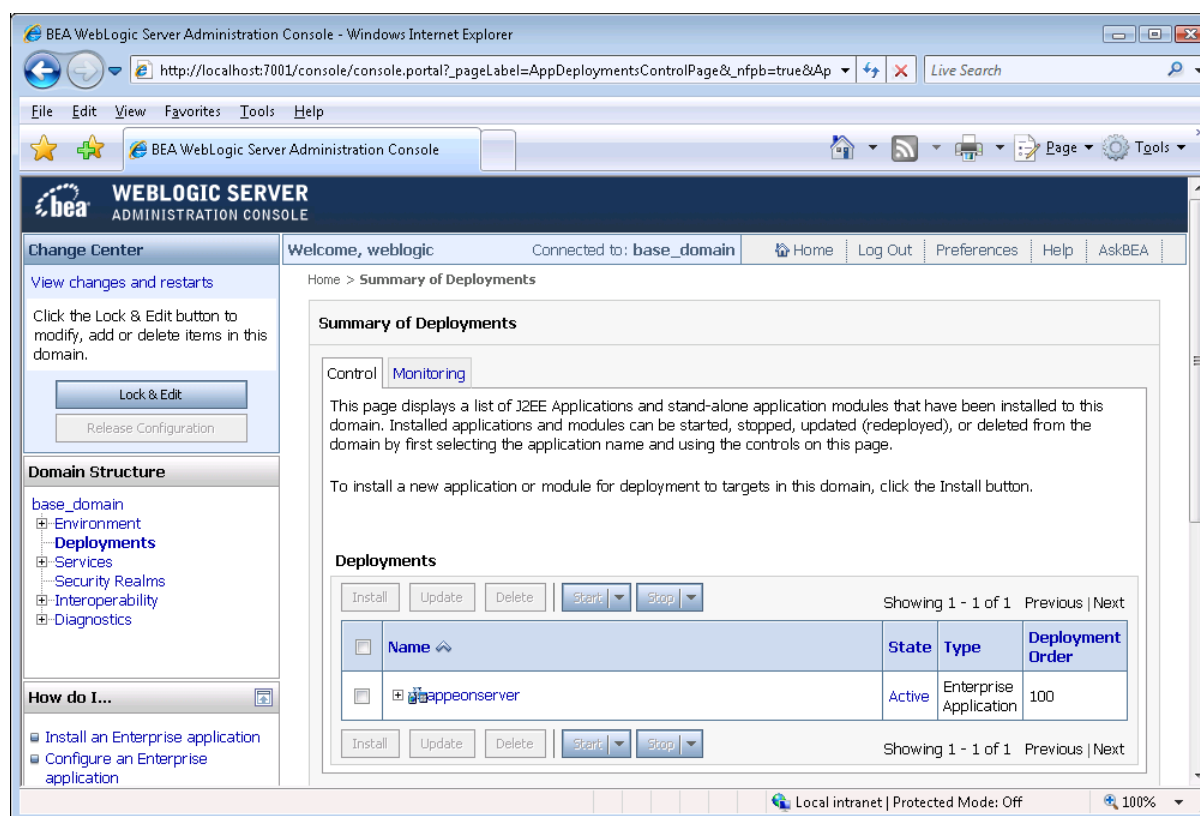 BEA WebLogic Server Administration Console - Windows Internet Explorer
http://localhost:7001/console/console.portal?_pageLabel=AppDeploymentsControlPage&_nfpb=true&Ap
Live Search
File Edit View Favorites Tools Help
BEA WebLogic Server Administration Console
Page Tools
bea WEBLOGIC SERVER
ADMINISTRATION CONSOLE
Change Center
View changes and restarts
Click the Lock & Edit button to
modify, add or delete items in this
domain.
Lock & Edit
Release Configuration
Domain Structure
base_domain
Environment
Deployments
Services
Security Realms
Interoperability
Diagnostics
How do I...
Install an Enterprise application
Configure an Enterprise
application
Welcome, weblogic Connected to: base_domain Home Log Out Preferences Help AskBEA
Home > Summary of Deployments
Summary of Deployments
Control Monitoring
This page displays a list of J2EE Applications and stand-alone application modules that have been installed to this
domain. Installed applications and modules can be started, stopped, updated (redeployed), or deleted from the
domain by first selecting the application name and using the controls on this page.
To install a new application or module for deployment to targets in this domain, click the Install button.
Deployments
Install Update Delete Start Stop Showing 1 - 1 of 1 Previous | Next
Name State Type Deployment Order
appeonserver Active Enterprise Application 100
Install Update Delete Start Stop Showing 1 - 1 of 1 Previous | Next
Local intranet | Protected Mode: Off 100%